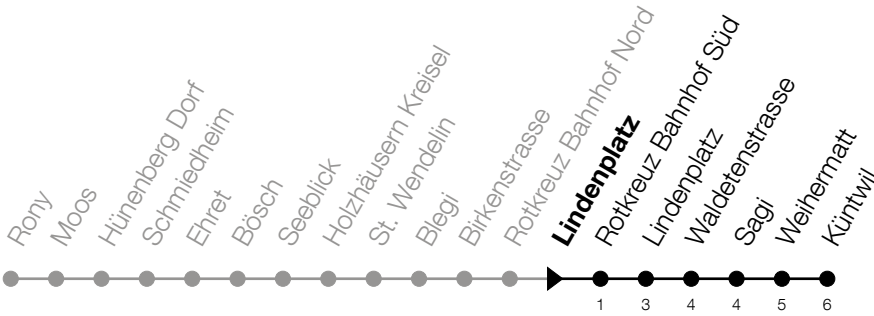 Rony
Moos
Hünenberg Dorf
Schmiedheim
Ehret
Bösch
Seeblick
Holzhäusern Kreisel
St. Wendelin
Blegi
Birkenstrasse
Rotkreuz Bahnhof Nord
Lindenplatz
Rotkreuz Bahnhof Süd
Lindenplatz
Waldetenstrasse
Sagi
Weihermatt
Küntwil
1 3 4 4 5 6